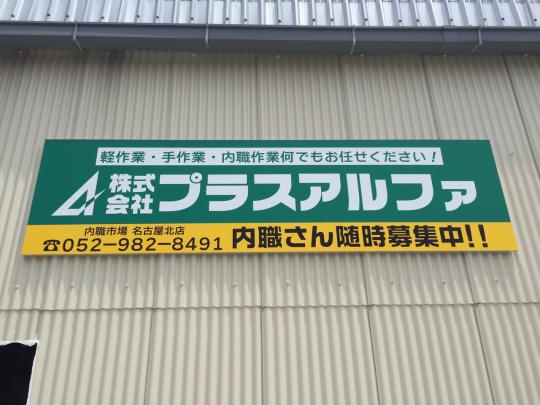 軽作業・手作業・内職作業何でもお任せください!
株式会社 プラスアルファ
内職市場 名古屋北店
☎052-982-8491 内職さん随時募集中!!